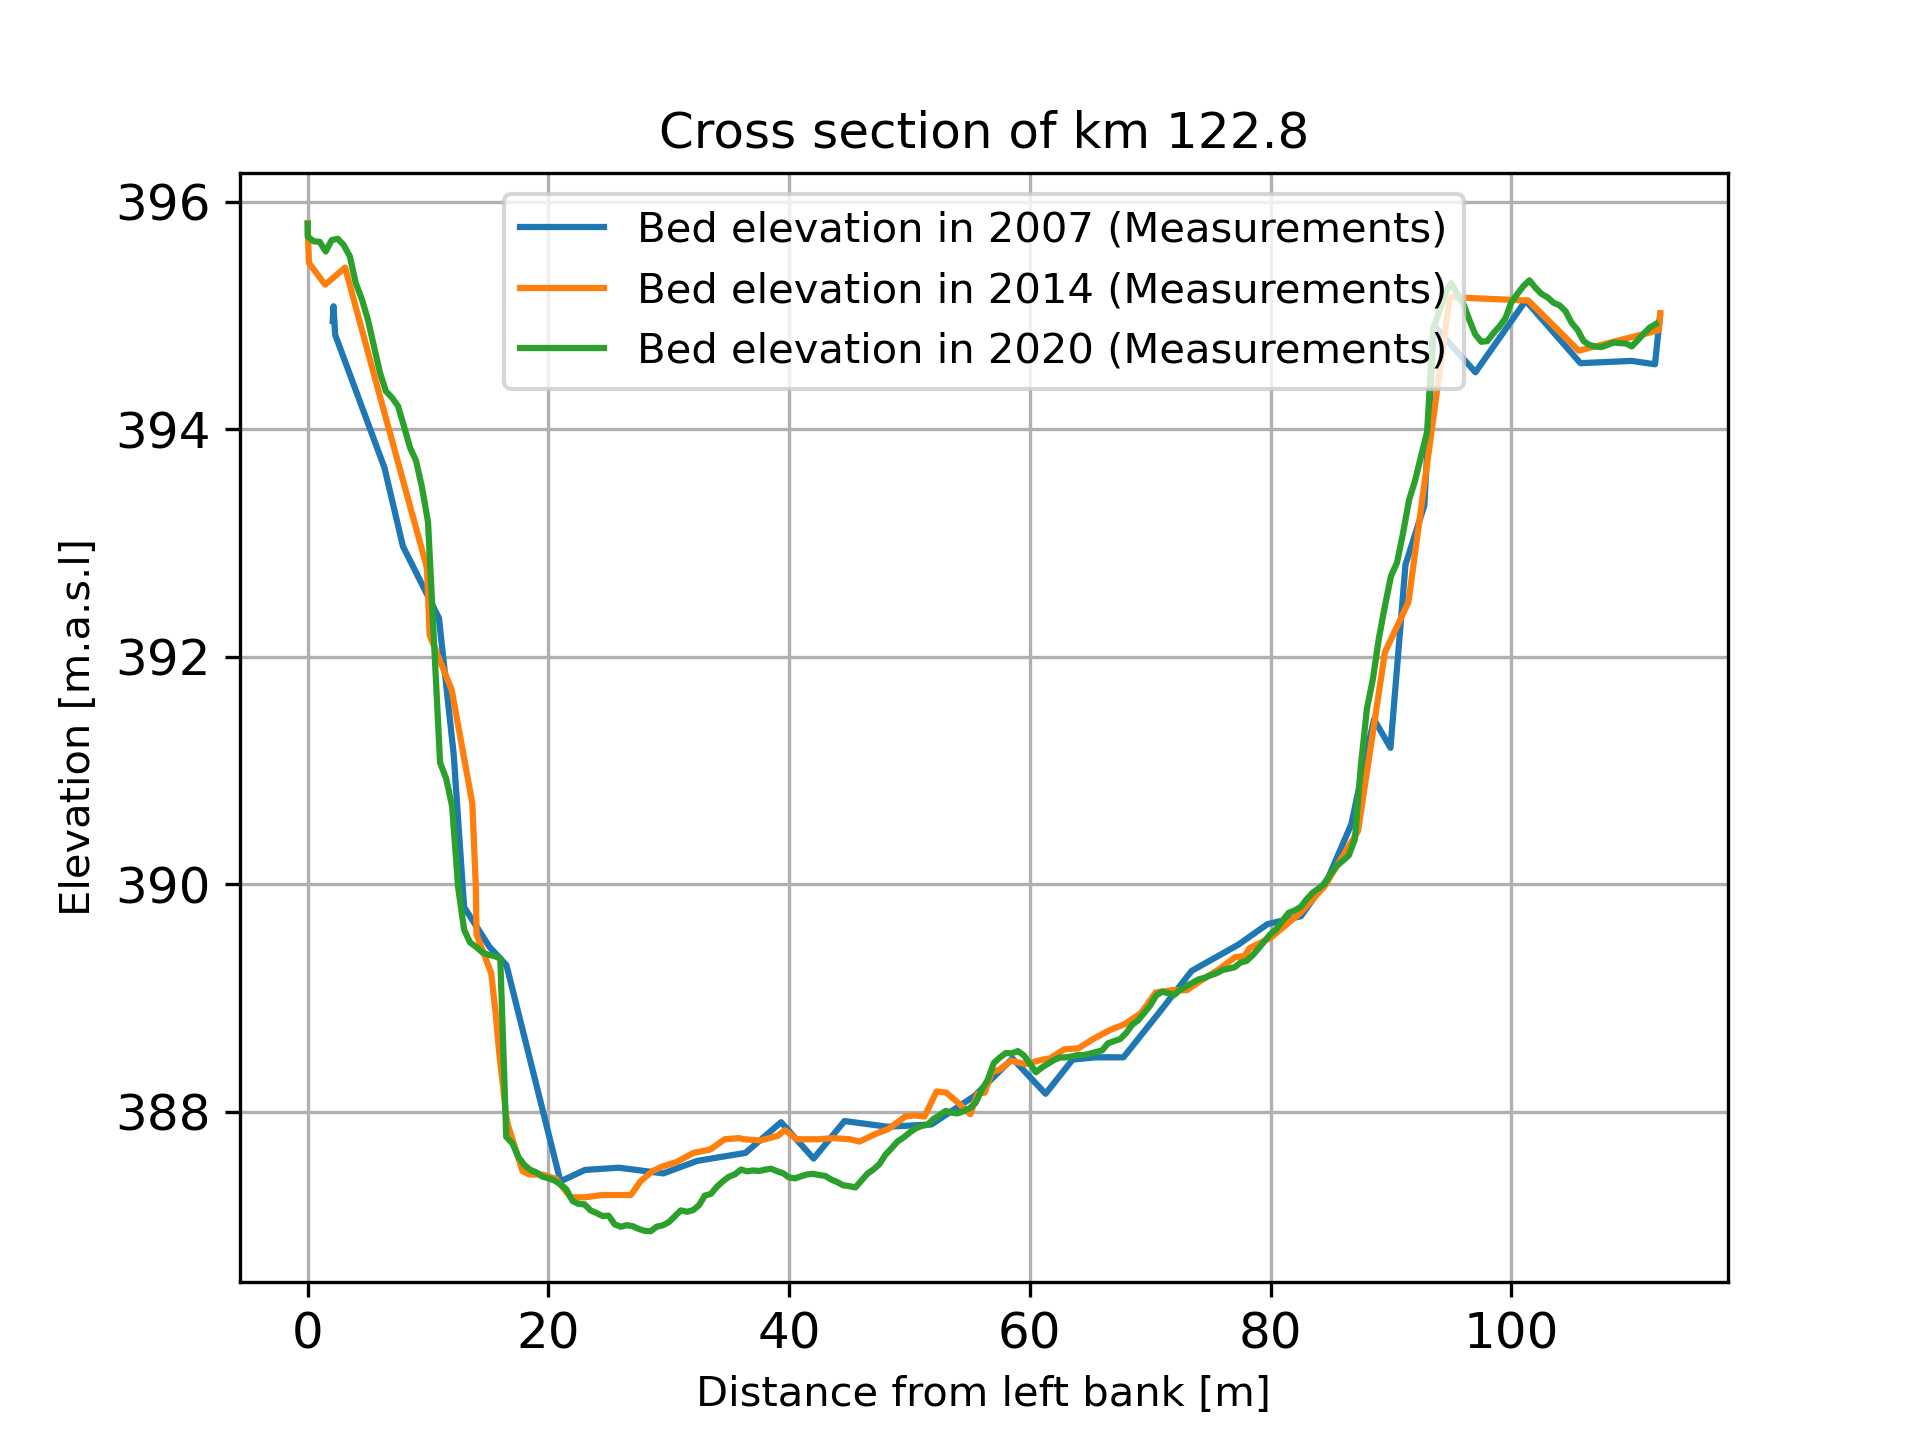 Cross section of km 122.8
Bed elevation in 2007 (Measurements)
Bed elevation in 2014 (Measurements)
Bed elevation in 2020 (Measurements)
396
394
392
390
388
Elevation [m.a.s.l]
0 20 40 60 80 100
Distance from left bank [m]